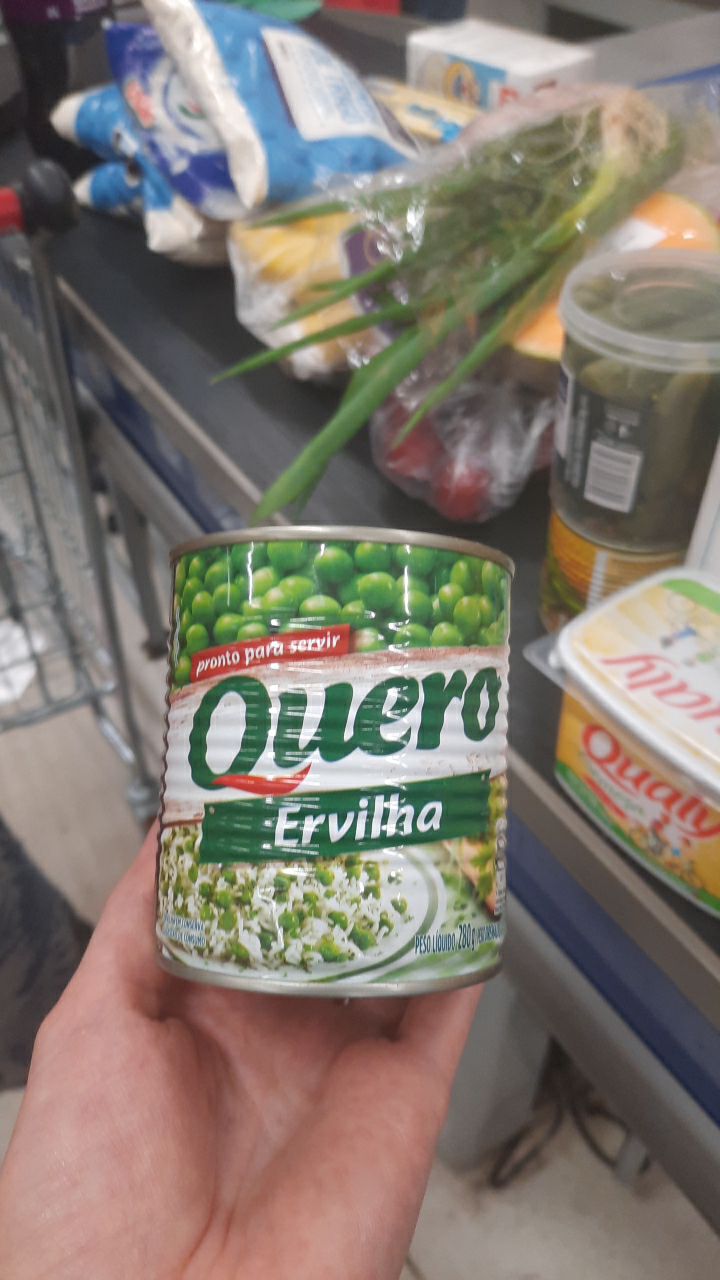 pronto para servir
Quero
Ervilha
PESO LÍQUIDO 280g
Qualy